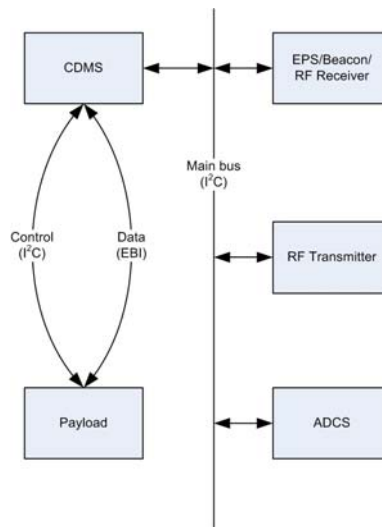 CDMS
EPS/Beacon/
RF Receiver
Main bus
(I²C)
Control
(I²C)
Data
(EBI)
RF Transmitter
Payload
ADCS